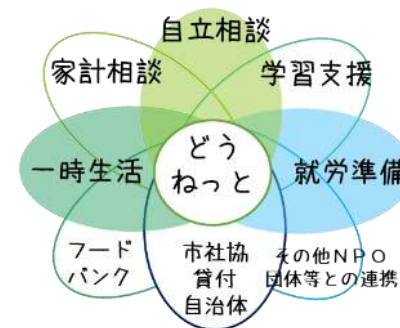 自立相談
家計相談
学習支援
一時生活
どう
ねっと
就労準備
フード
バンク
市社協
貸付
自治体
その他NPO
団体等との連携